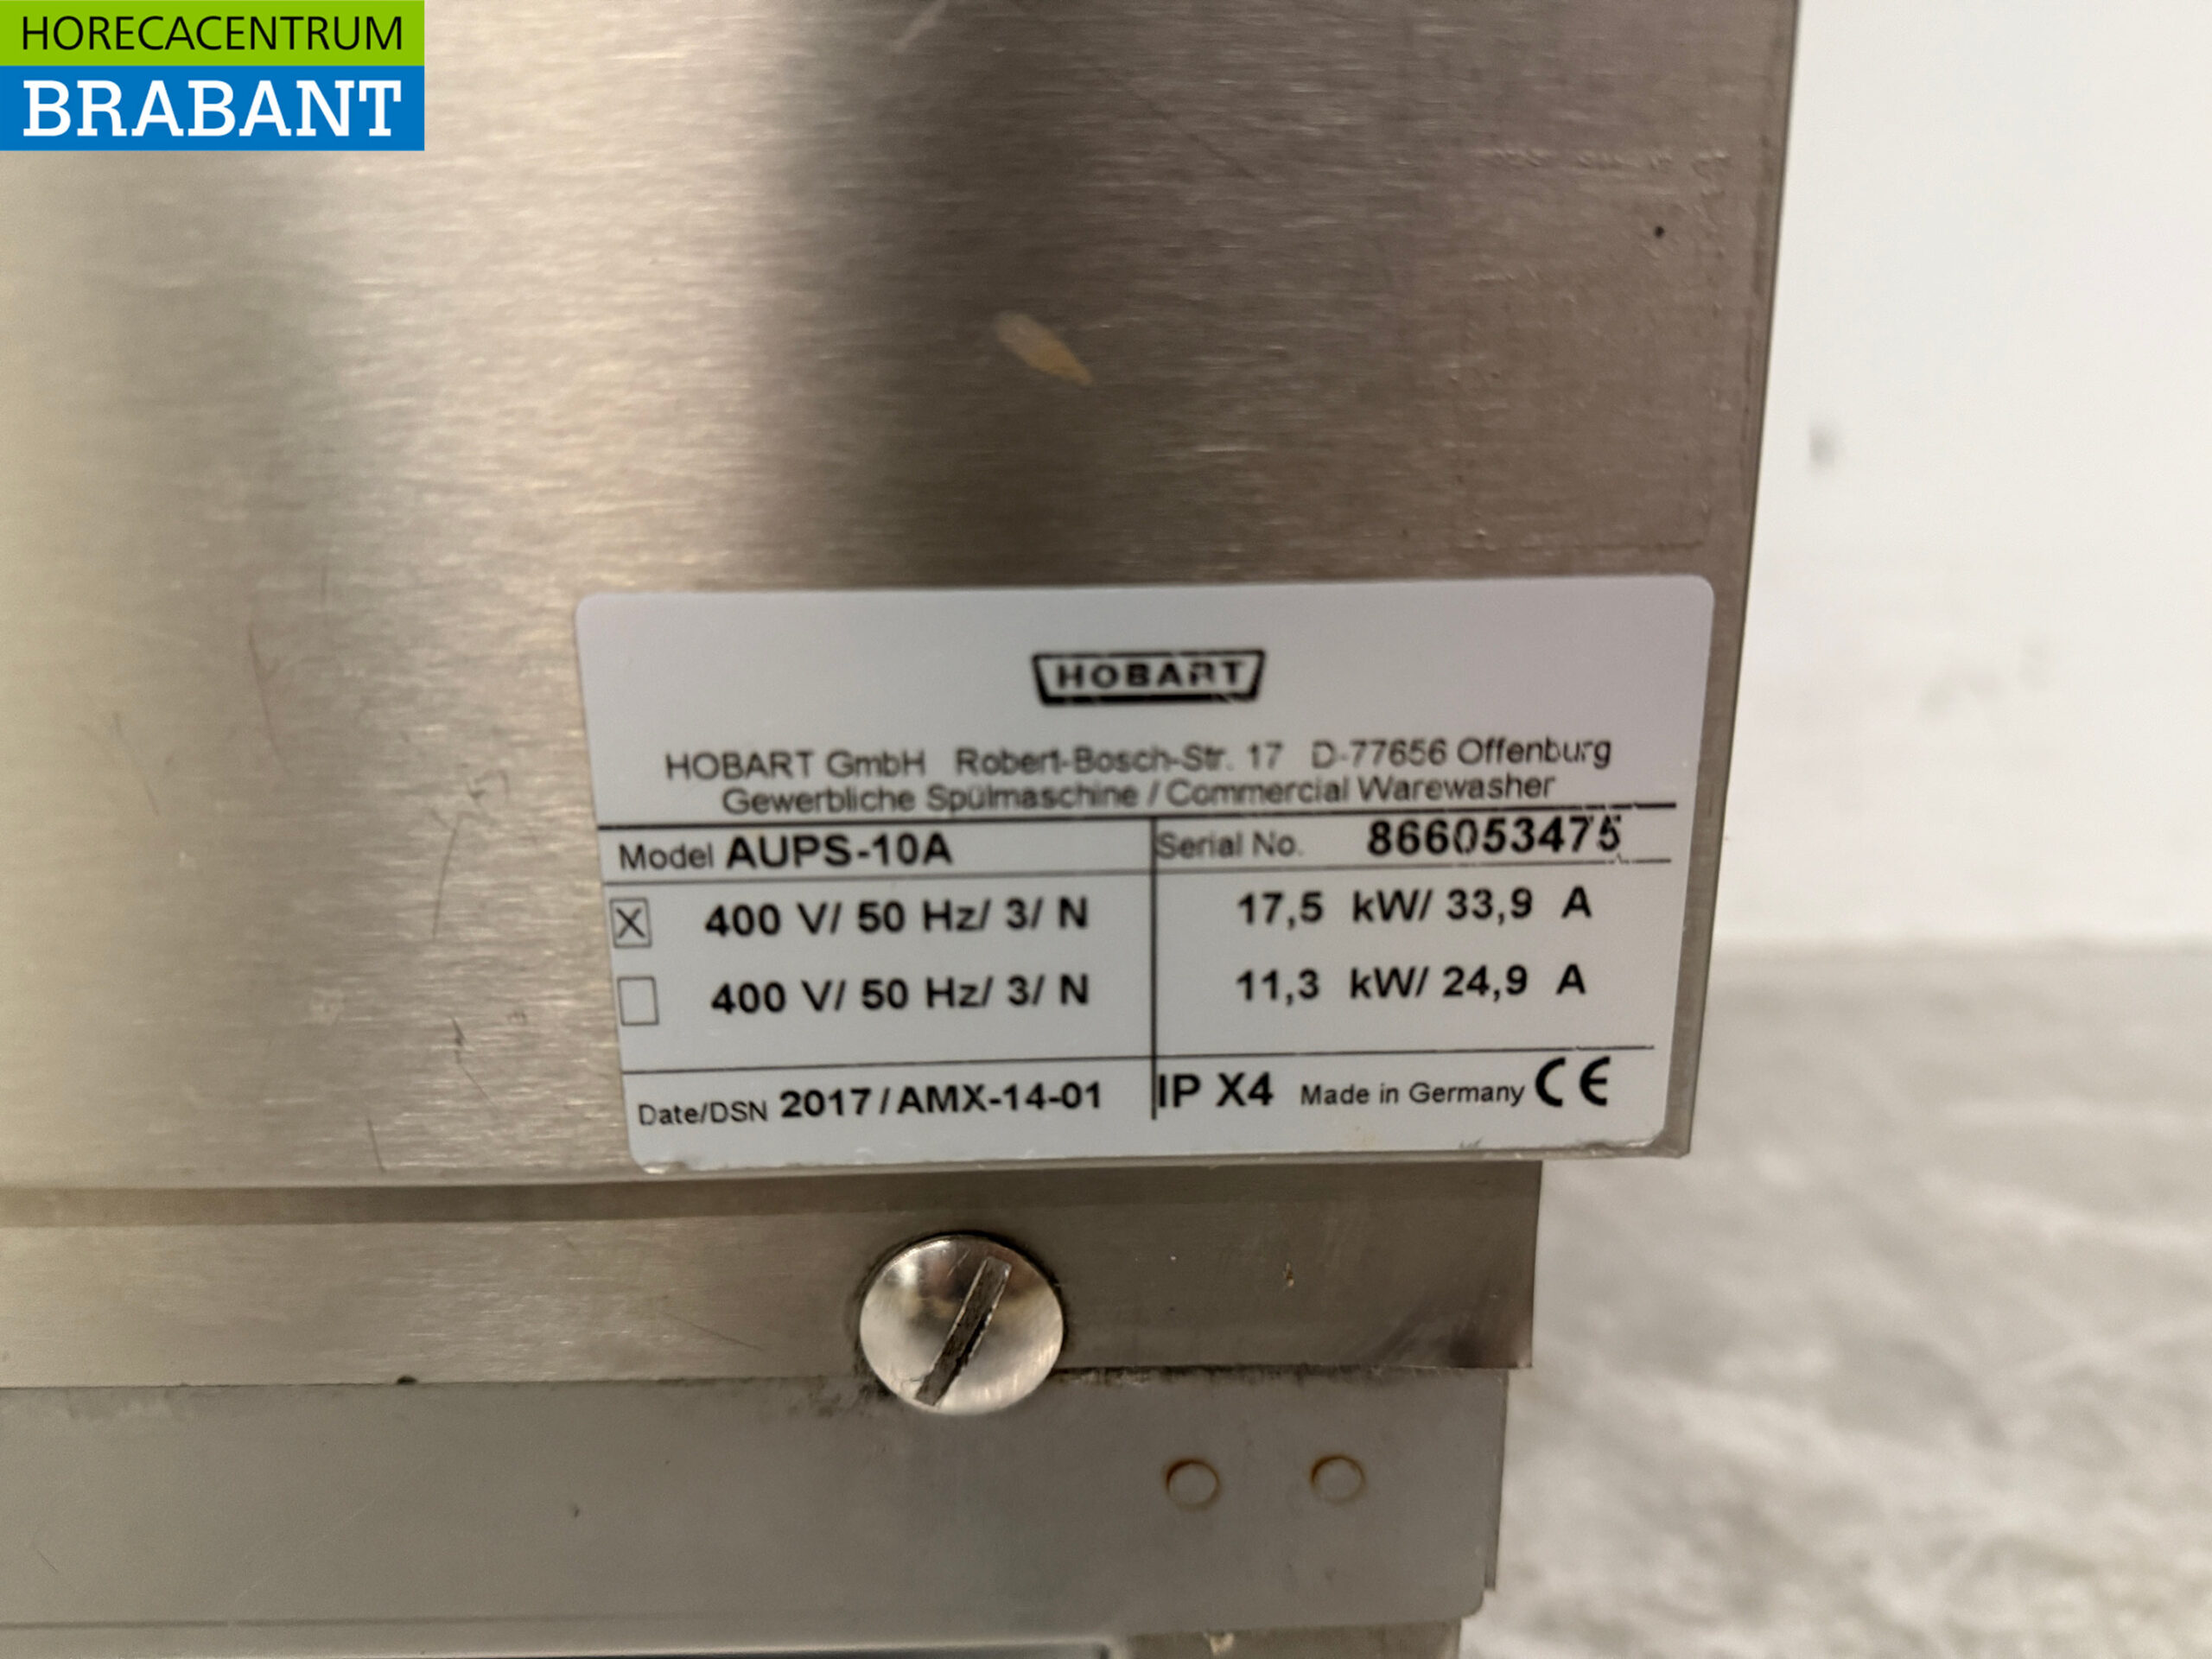 HORECACENTRUM
BRABANT
HOBART
HOBART GmbH Robert-Bosch-Str. 17 D-77656 Offenburg
Gewerbliche Spülmaschine / Commercial Warewasher
Model AUPS-10A Serial No. 866053475
X 400 V/ 50 Hz/ 3/ N 17,5 kW/ 33,9 A
400 V/ 50 Hz/ 3/ N 11,3 kW/ 24,9 A
Date/DSN 2017/AMX-14-01 IP X4 Made in Germany CE